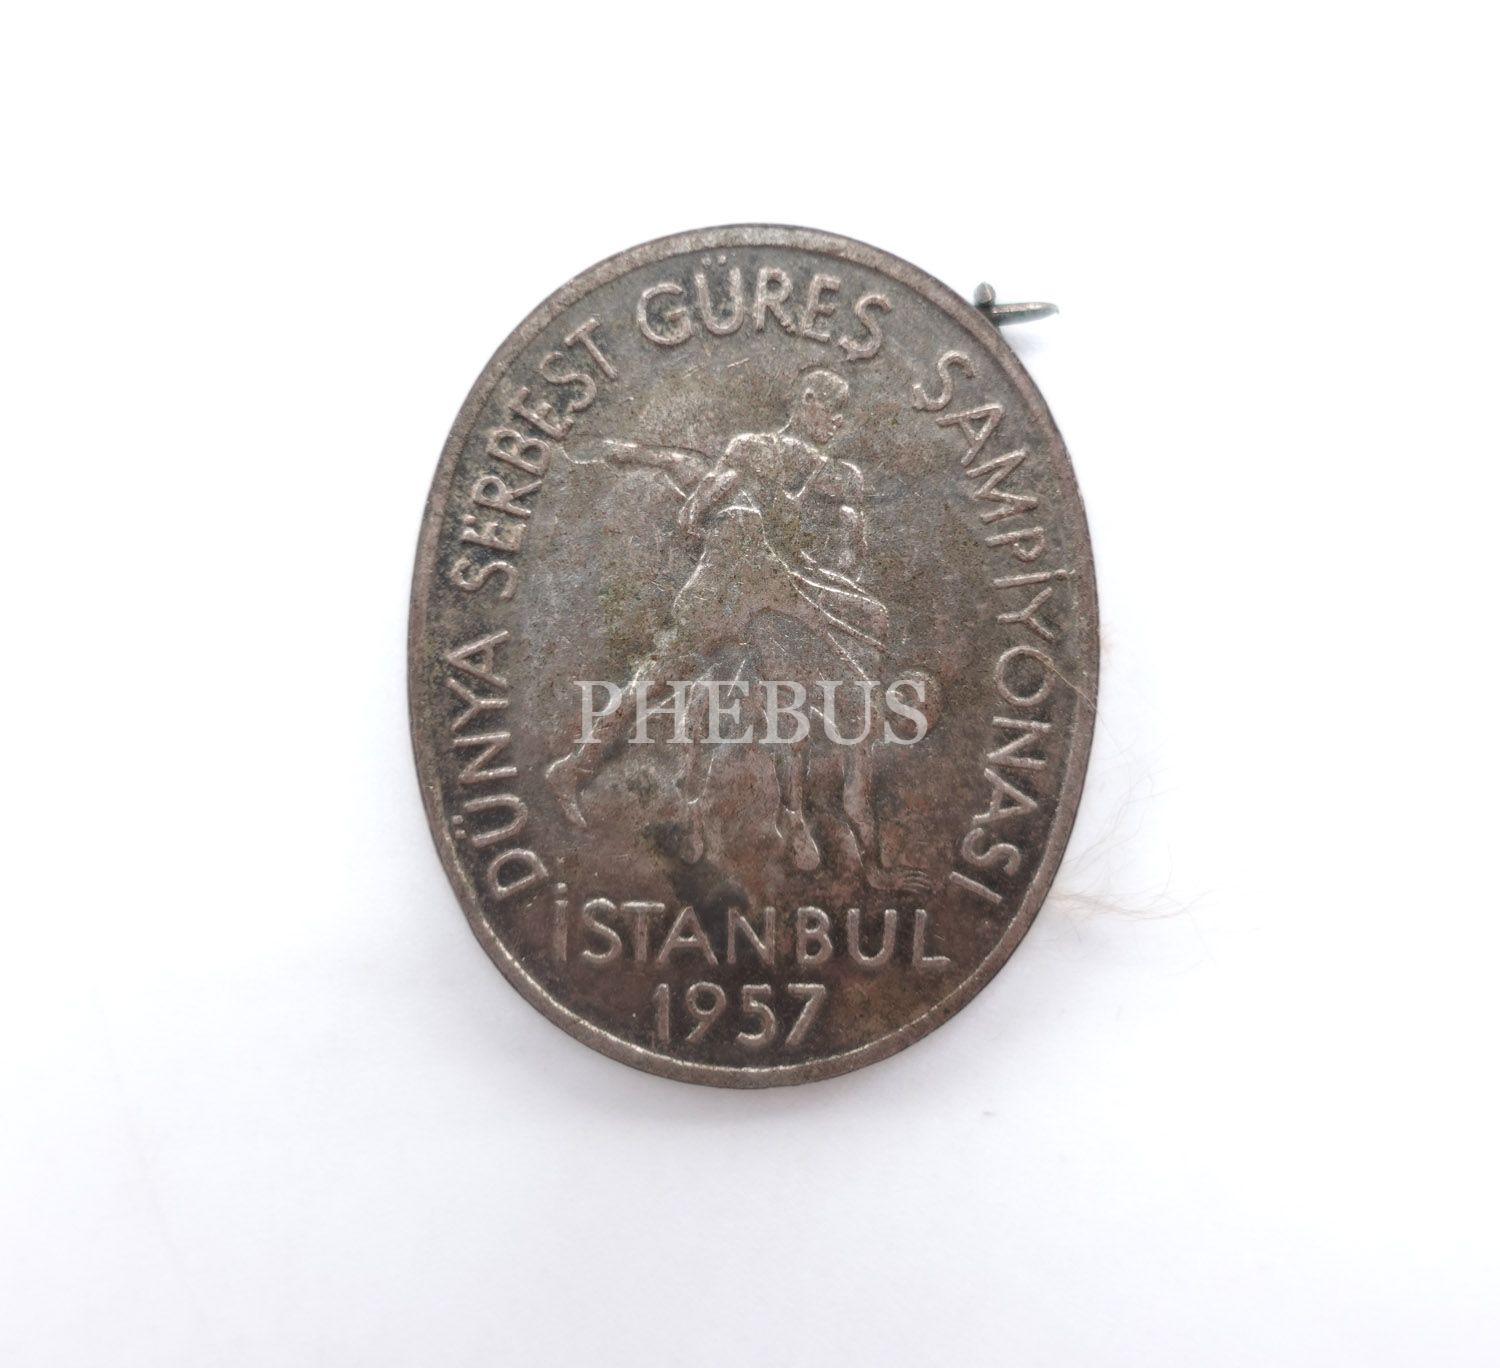 DÜNYA SERBEST GÜREŞ ŞAMPİYONASI
PHEBUS
İSTANBUL
1957